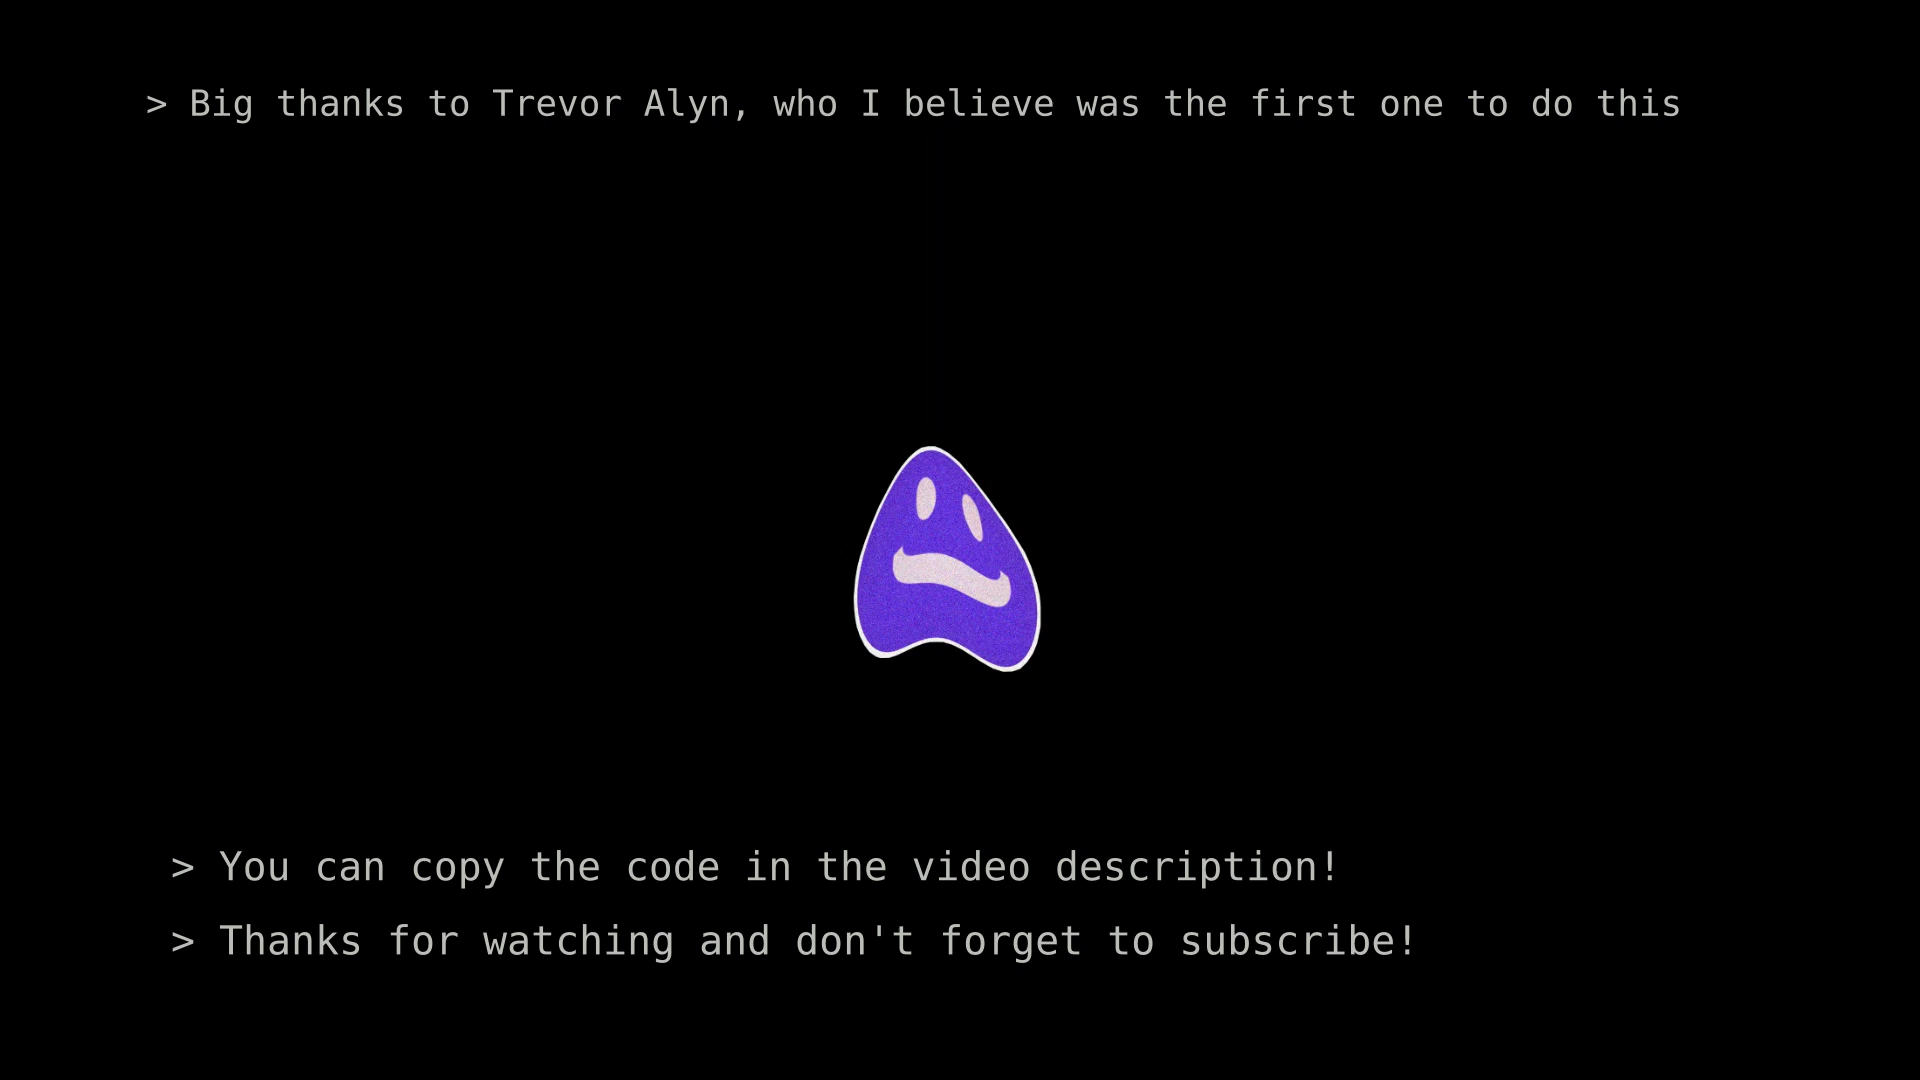 > Big thanks to Trevor Alyn, who I believe was the first one to do this
> You can copy the code in the video description!
> Thanks for watching and don't forget to subscribe!